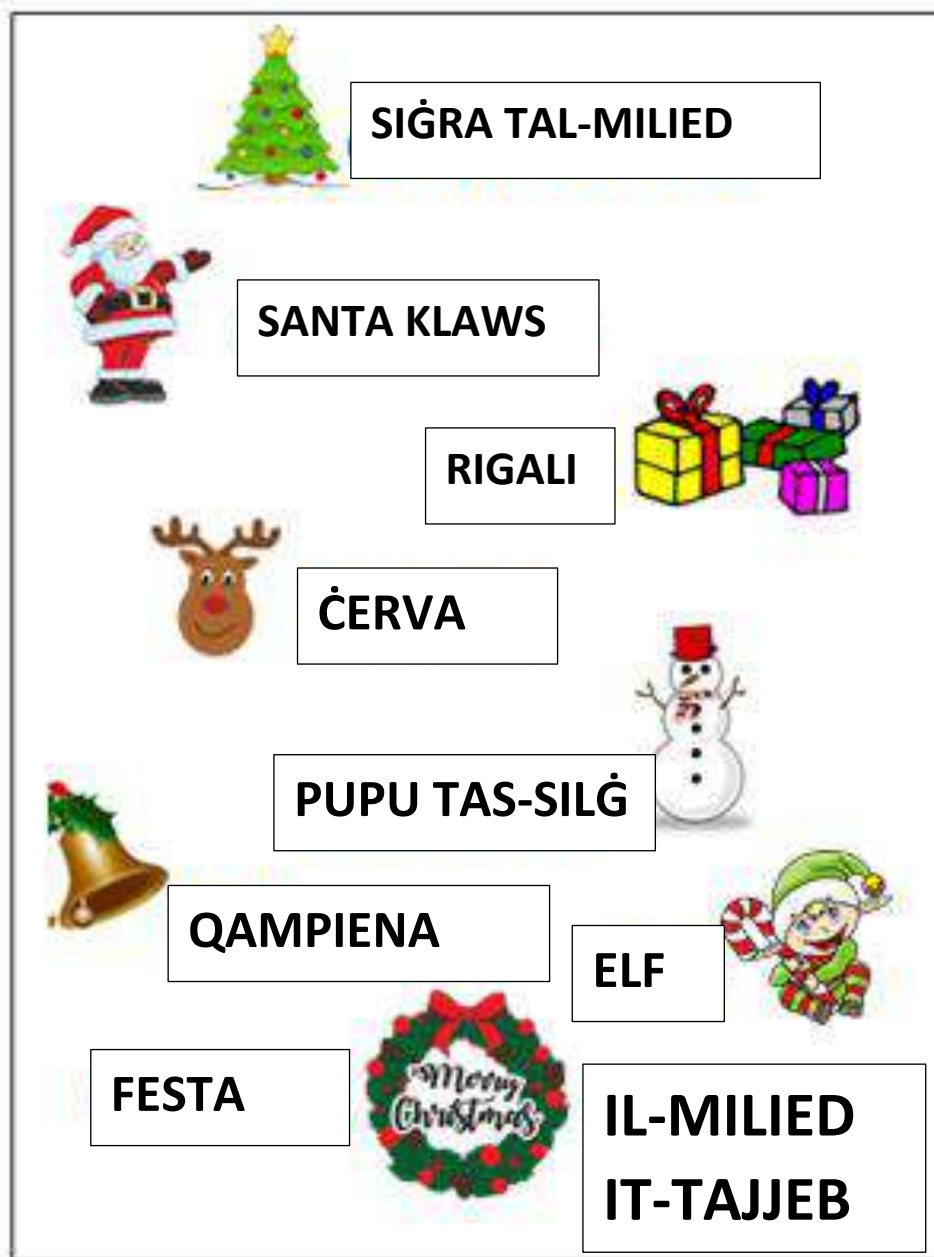 SIĠRA TAL-MILIED
SANTA KLAWS
RIGALI
ĊERVA
PUPU TAS-SILĠ
QAMPIENA
ELF
FESTA
Merry
Christmas
IL-MILIED
IT-TAJJEB